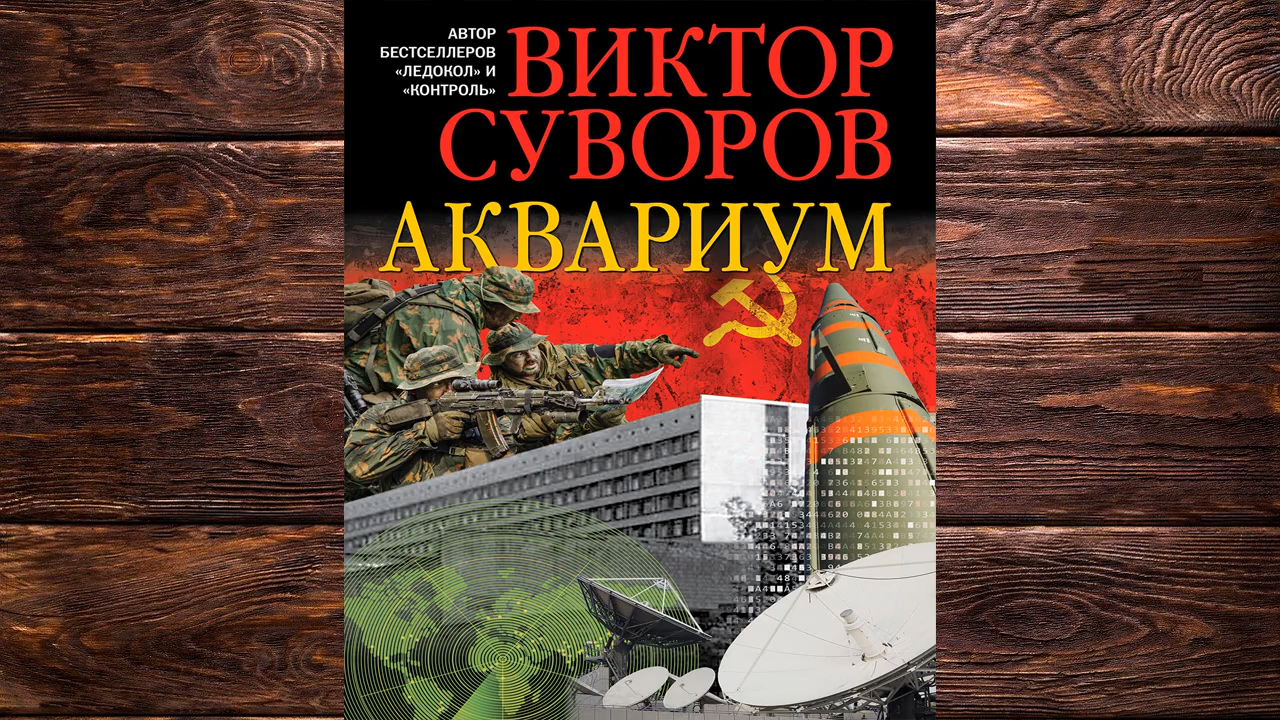 АВТОР
БЕСТСЕЛЛЕРОВ
«ЛЕДОКОЛ» И
«КОНТРОЛЬ»
ВИКТОР
СУВОРОВ
АКВАРИУМ